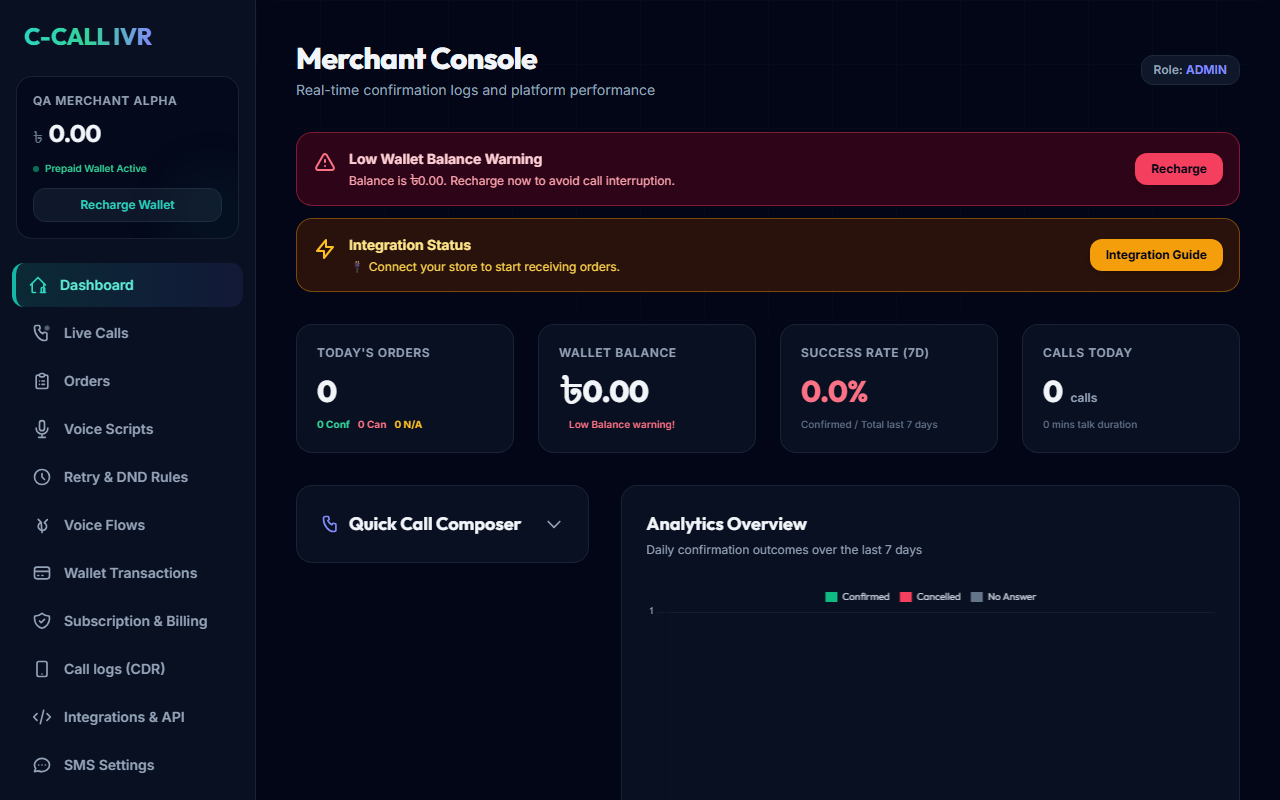 C-CALL IVR
QA MERCHANT ALPHA
৳ 0.00
Prepaid Wallet Active
Recharge Wallet
Dashboard
Live Calls
Orders
Voice Scripts
Retry & DND Rules
Voice Flows
Wallet Transactions
Subscription & Billing
Call logs (CDR)
Integrations & API
SMS Settings
Merchant Console
Real-time confirmation logs and platform performance
Role: ADMIN
Low Wallet Balance Warning
Balance is ৳0.00. Recharge now to avoid call interruption.
Recharge
Integration Status
Connect your store to start receiving orders.
Integration Guide
TODAY'S ORDERS
0
0 Conf 0 Can 0 N/A
WALLET BALANCE
৳0.00
Low Balance warning!
SUCCESS RATE (7D)
0.0%
Confirmed / Total last 7 days
CALLS TODAY
0 calls
0 mins talk duration
Quick Call Composer
Analytics Overview
Daily confirmation outcomes over the last 7 days
Confirmed Cancelled No Answer
1